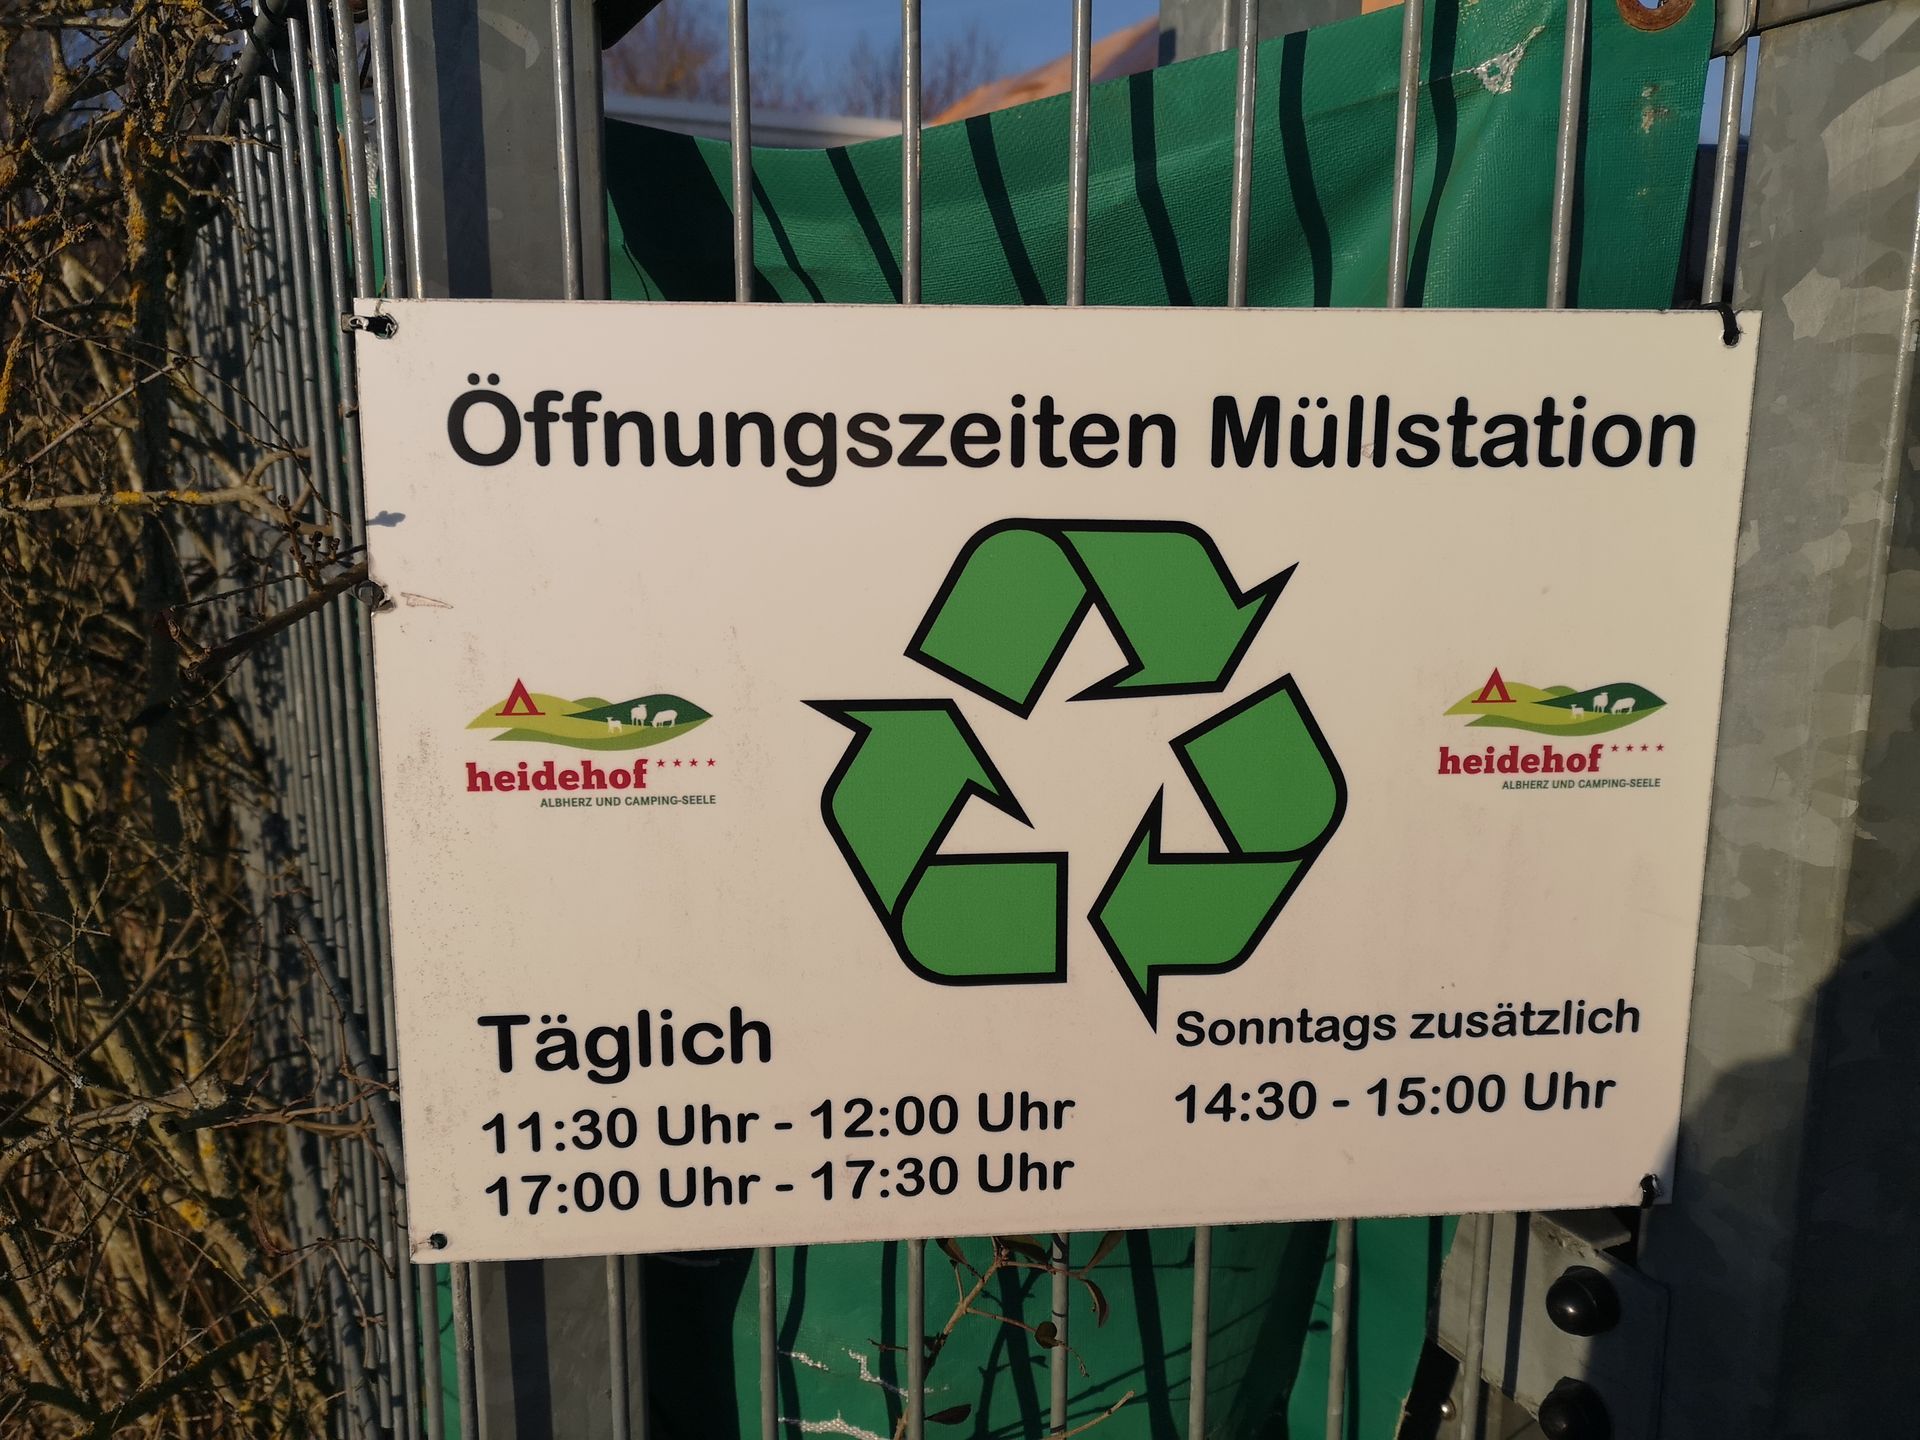 Öffnungszeiten Müllstation
heidehof ****
ALBHERZ UND CAMPING-SEELE
heidehof ****
ALBHERZ UND CAMPING-SEELE
Täglich
11:30 Uhr - 12:00 Uhr
17:00 Uhr - 17:30 Uhr
Sonntags zusätzlich
14:30 - 15:00 Uhr